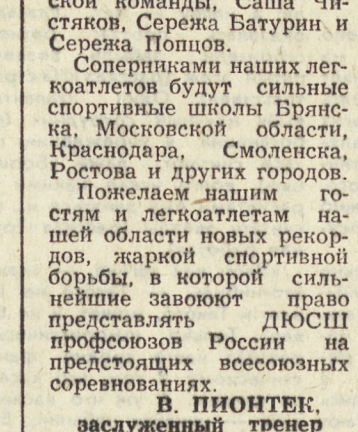 ской команды, Саша Чи-
стяков, Сережа Батурин и
Сережа Попцов.
Соперниками наших лег-
коатлетов будут сильные
спортивные школы Брянс-
ка, Московской области,
Краснодара, Смоленска,
Ростова и других городов.
Пожелаем нашим го-
стям и легкоатлетам на-
шей области новых рекор-
дов, жаркой спортивной
борьбы, в которой силь-
нейшие завоюют право
представлять ДЮСШ
профсоюзов России на
предстоящих всесоюзных
соревнованиях.
В. ПИОНТЕК,
заслуженный тренер